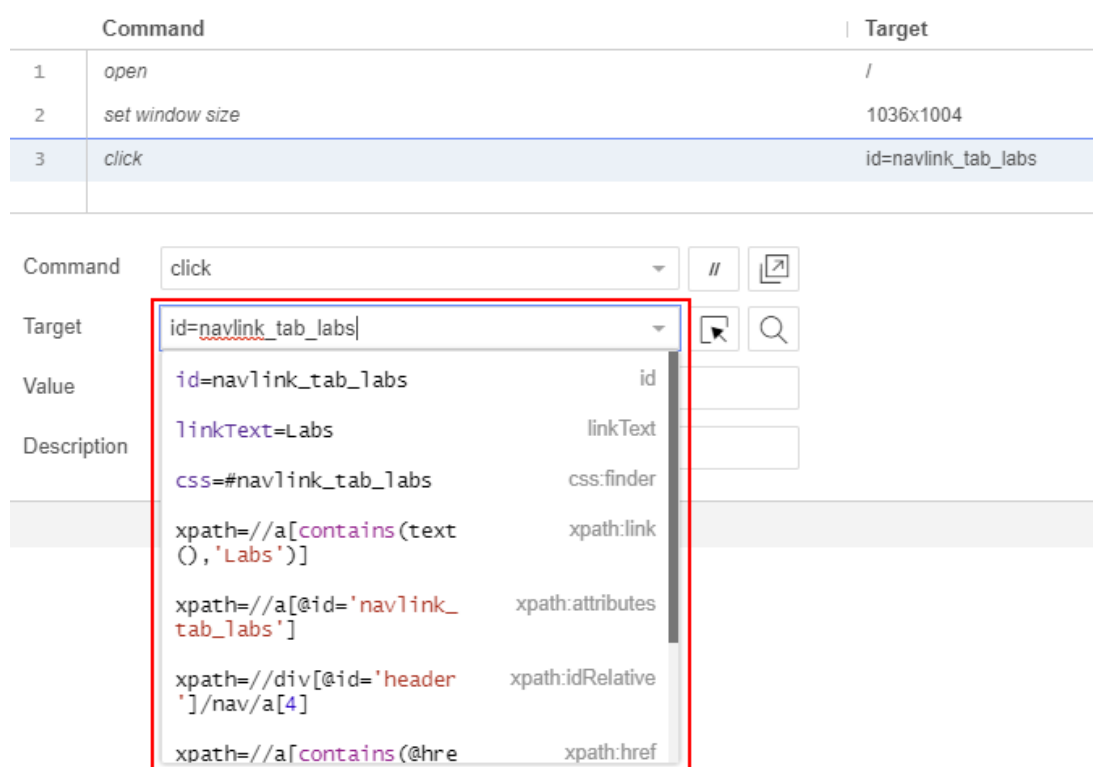 Command Target
1 open /
2 set window size 1036x1004
3 click id=navlink_tab_labs
Command click //
Target id=navlink_tab_labs
id=navlink_tab_labs id
Value
linkText=Labs linkText
Description
css=#navlink_tab_labs css:finder
xpath=//a[contains(text xpath:link
(),'Labs')]
xpath=//a[@id='navlink_ xpath:attributes
tab_labs']
xpath=//div[@id='header xpath:idRelative
']/nav/a[4]
xpath=//a[contains(@hre xpath:href